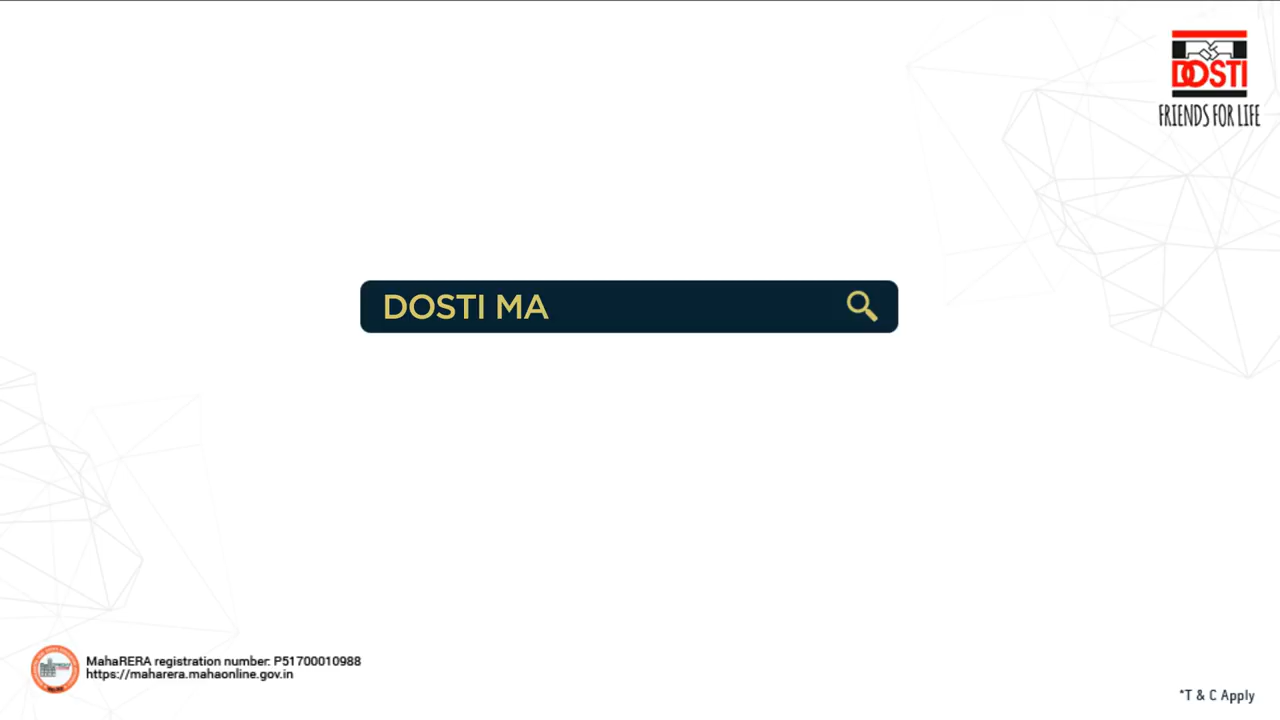 DOSTI
FRIENDS FOR LIFE
DOSTI MA
MahaRERA registration number: P51700010988
https://maharera.mahaonline.gov.in
*T & C Apply